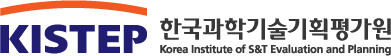 KISTEP
한국과학기술기획평가원
Korea Institute of S&T Evaluation and Planning